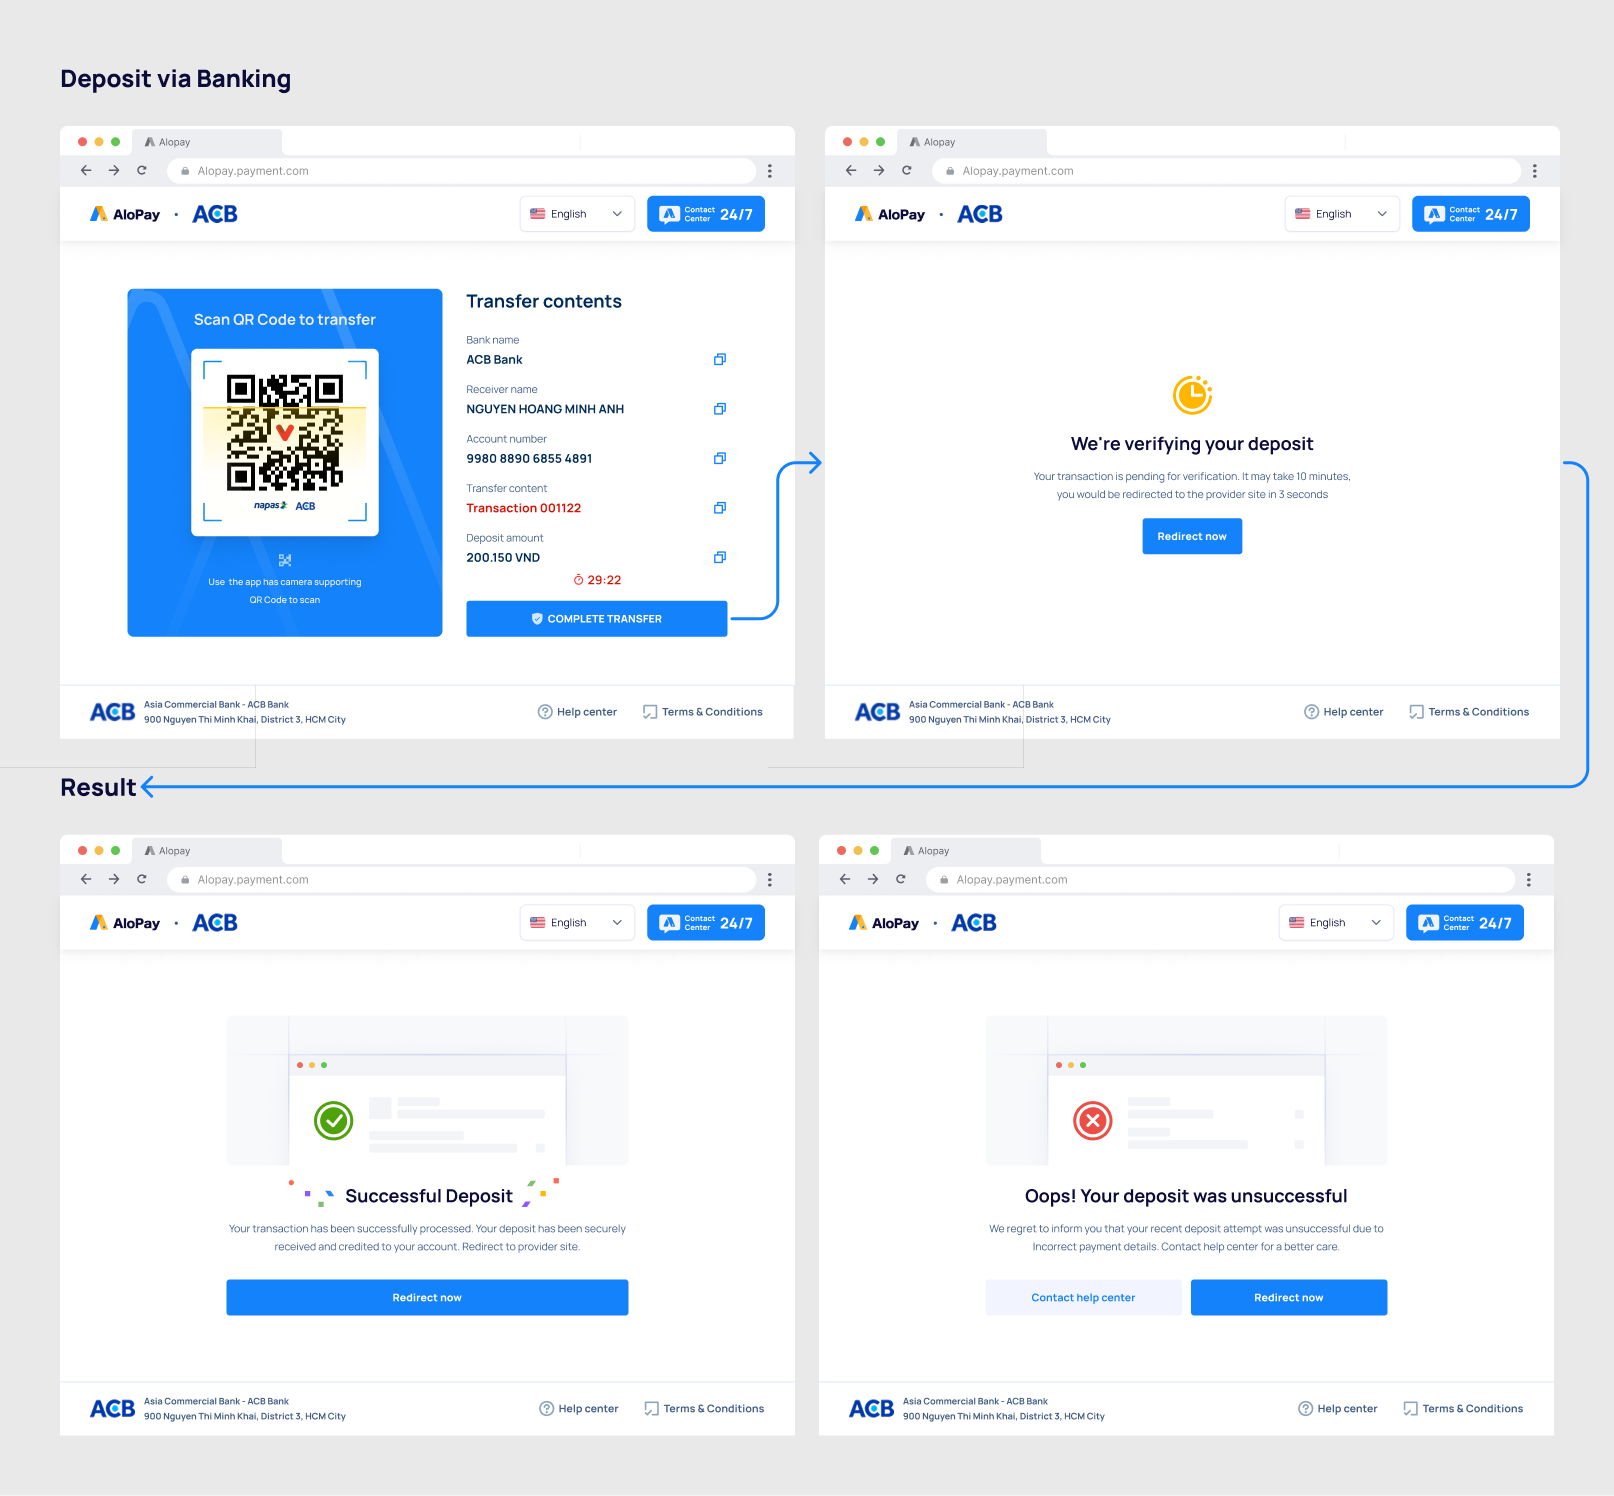 Deposit via Banking
Alopay
Alopay.payment.com
AloPay · ACB
English
Contact Center 24/7
Scan QR Code to transfer
napas ACB
Use the app has camera supporting
QR Code to scan
Transfer contents
Bank name
ACB Bank
Receiver name
NGUYEN HOANG MINH ANH
Account number
9980 8890 6855 4891
Transfer content
Transaction 001122
Deposit amount
200.150 VND
29:22
COMPLETE TRANSFER
ACB
Asia Commercial Bank - ACB Bank
900 Nguyen Thi Minh Khai, District 3, HCM City
Help center
Terms & Conditions
Alopay
Alopay.payment.com
AloPay · ACB
English
Contact Center 24/7
We're verifying your deposit
Your transaction is pending for verification. It may take 10 minutes,
you would be redirected to the provider site in 3 seconds
Redirect now
ACB
Asia Commercial Bank - ACB Bank
900 Nguyen Thi Minh Khai, District 3, HCM City
Help center
Terms & Conditions
Result
Alopay
Alopay.payment.com
AloPay · ACB
English
Contact Center 24/7
Successful Deposit
Your transaction has been successfully processed. Your deposit has been securely
received and credited to your account. Redirect to provider site.
Redirect now
ACB
Asia Commercial Bank - ACB Bank
900 Nguyen Thi Minh Khai, District 3, HCM City
Help center
Terms & Conditions
Alopay
Alopay.payment.com
AloPay · ACB
English
Contact Center 24/7
Oops! Your deposit was unsuccessful
We regret to inform you that your recent deposit attempt was unsuccessful due to
Incorrect payment details. Contact help center for a better care.
Contact help center
Redirect now
ACB
Asia Commercial Bank - ACB Bank
900 Nguyen Thi Minh Khai, District 3, HCM City
Help center
Terms & Conditions